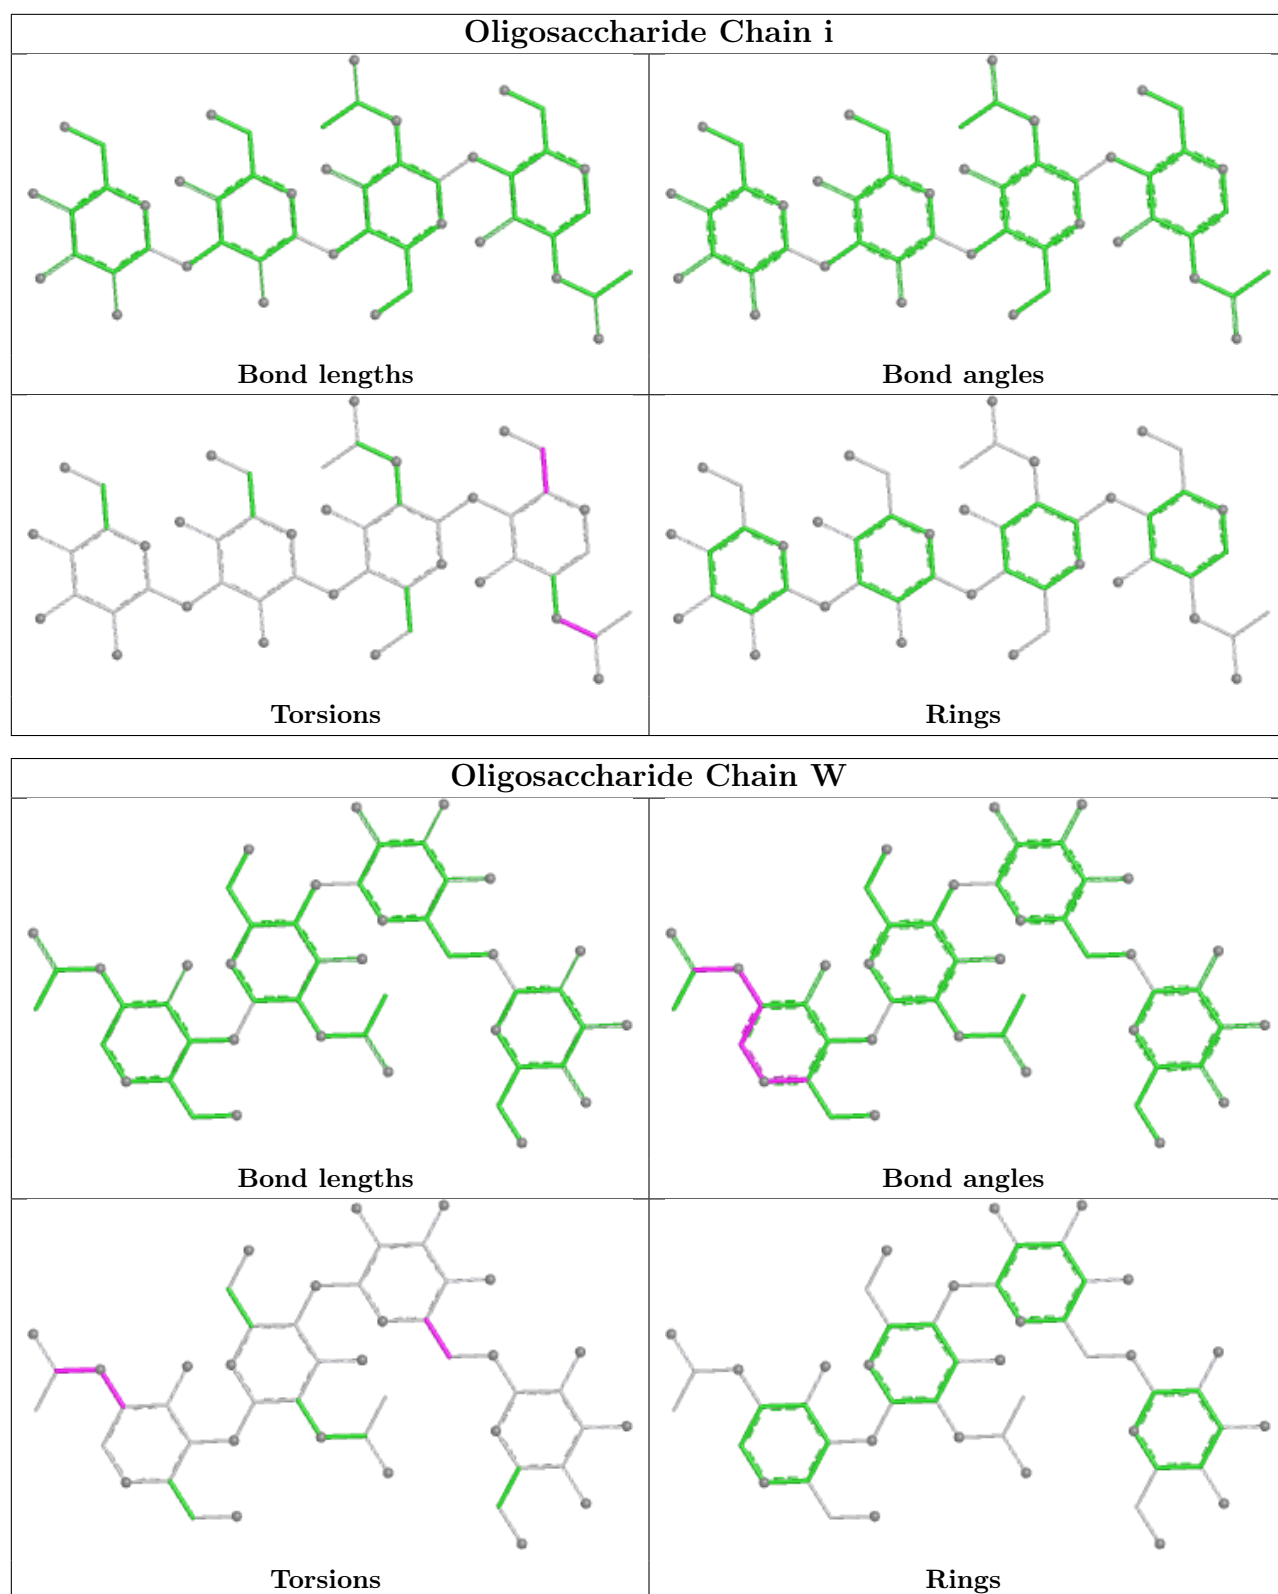 Oligosaccharide Chain i
Bond lengths
Bond angles
Torsions
Rings
Oligosaccharide Chain W
Bond lengths
Bond angles
Torsions
Rings